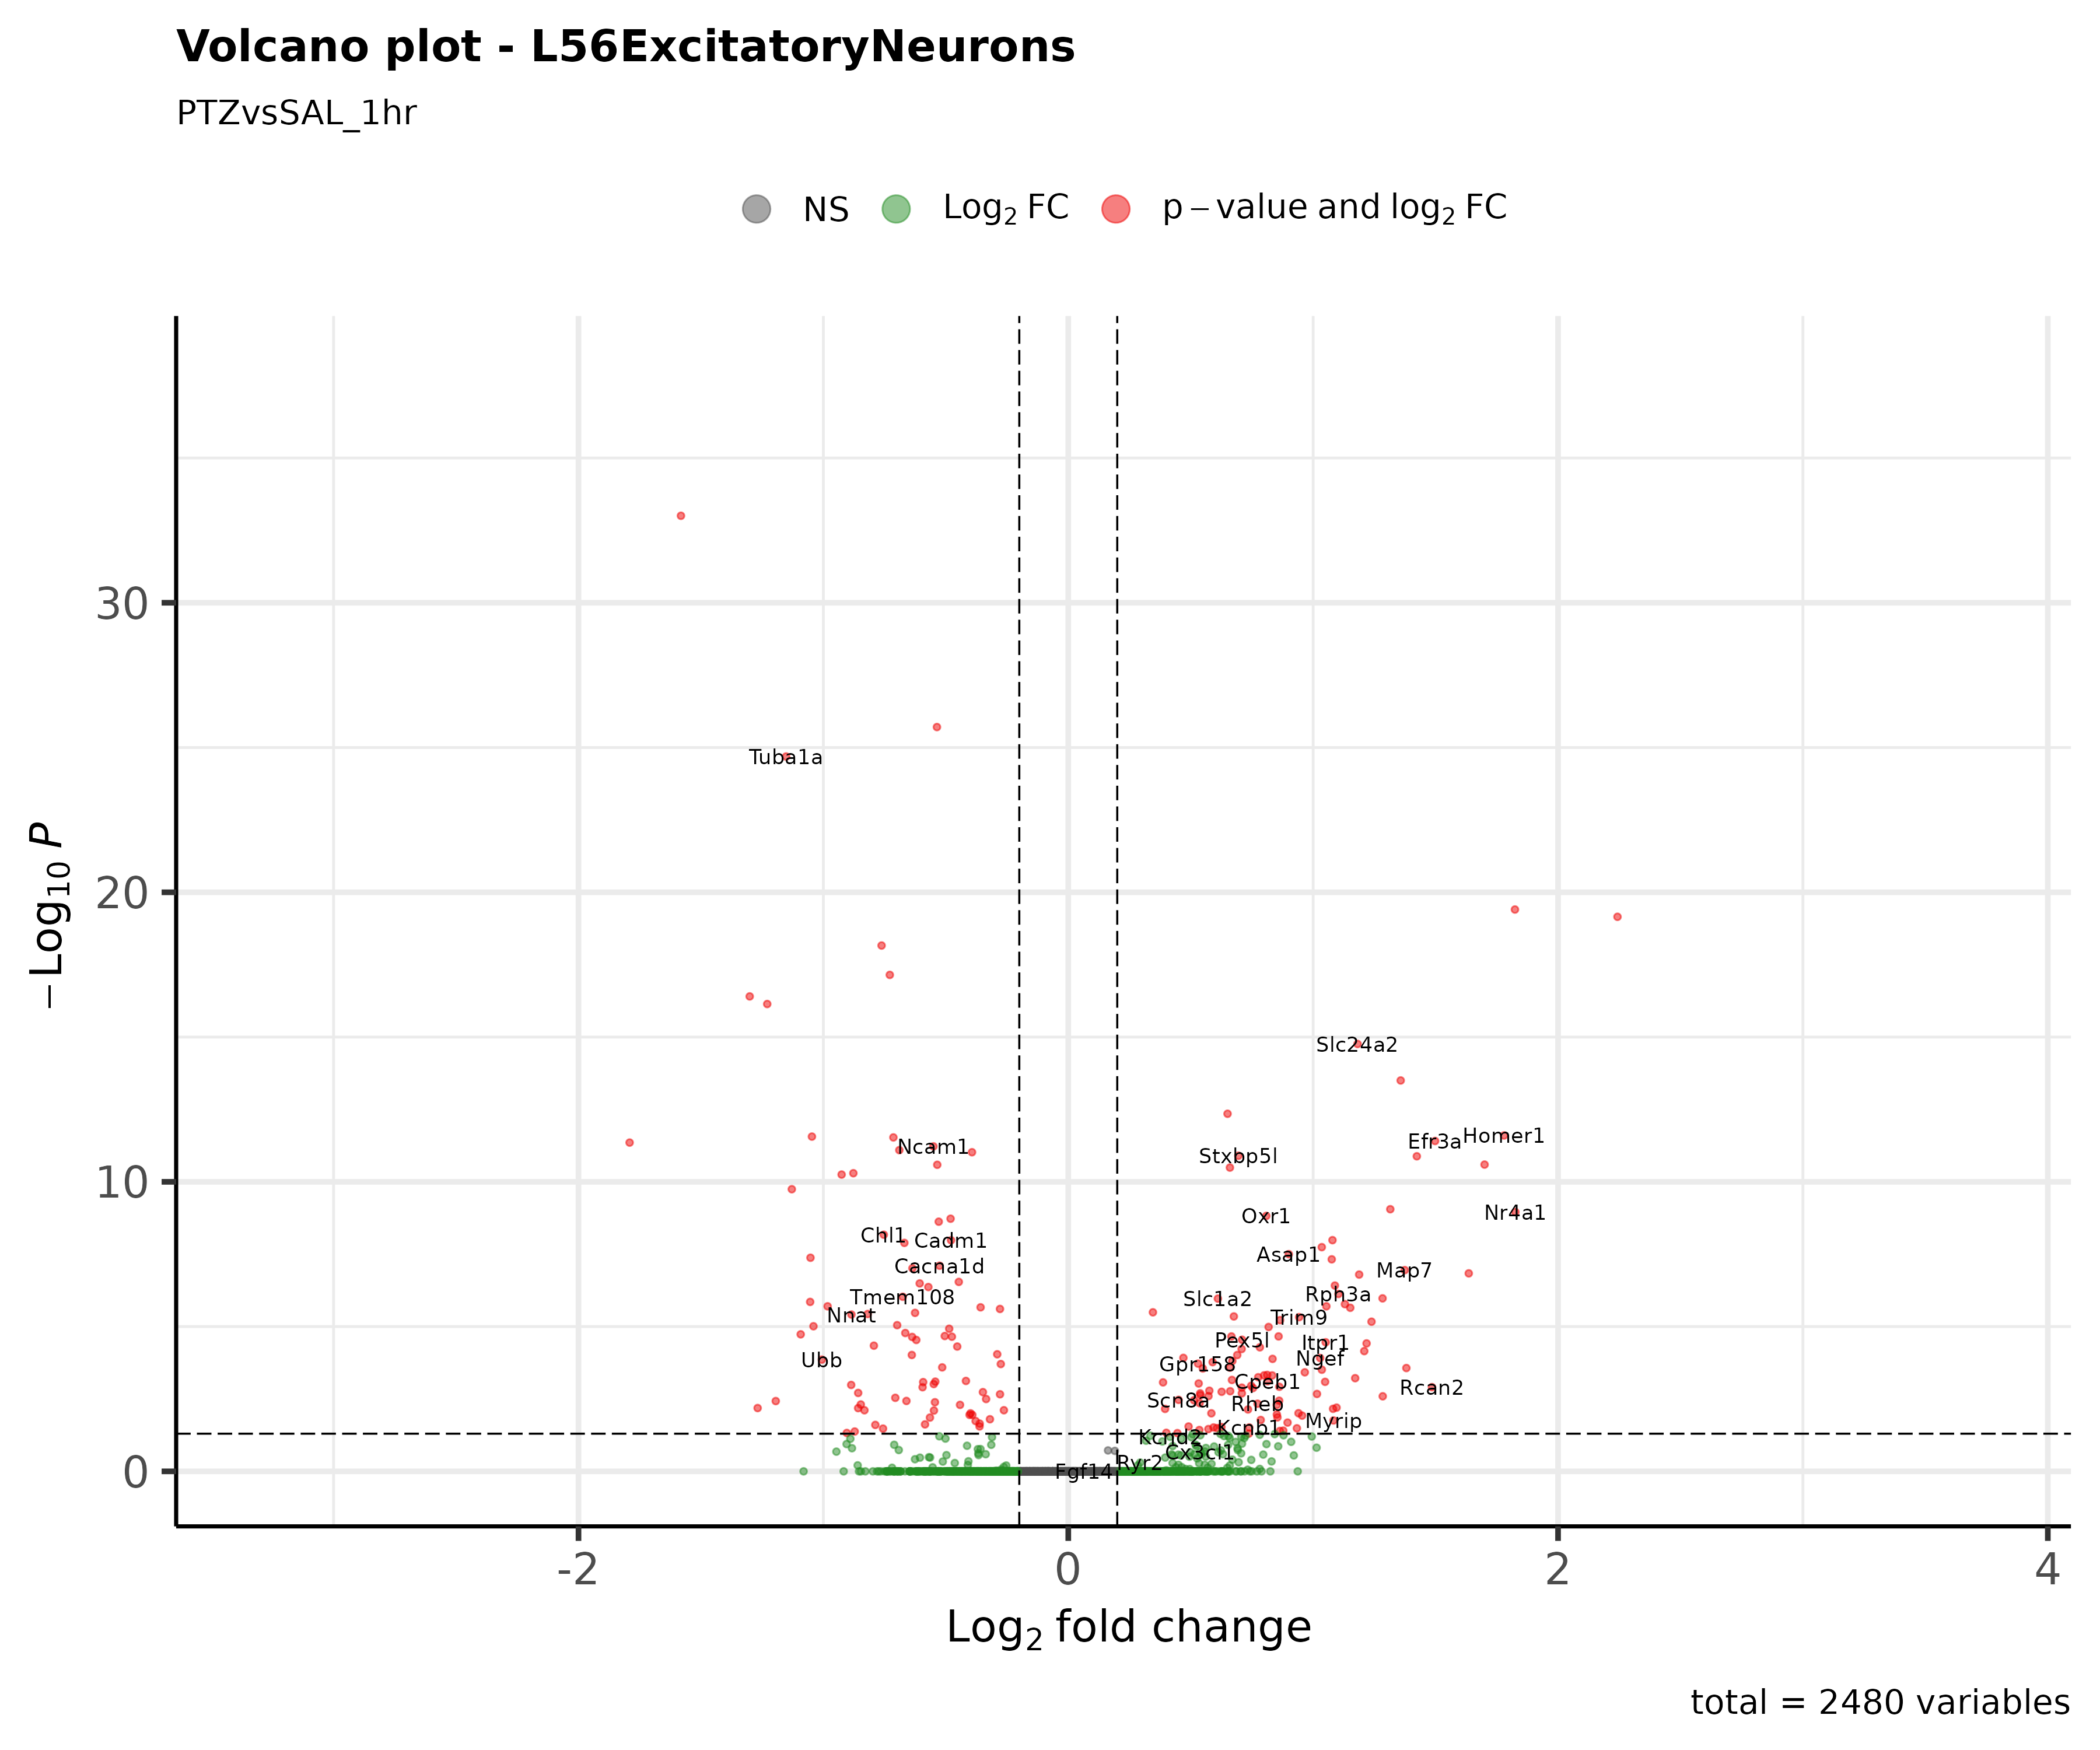 Volcano plot - L56ExcitatoryNeurons
PTZvsSAL_1hr
NS Log2 FC p – value and log2 FC
30
20
10
0
−Log10 P
Tuba1a
Slc24a2
Homer1
Efr3a
Ncam1
Stxbp5l
Nr4a1
Oxr1
Chl1
Cadm1
Asap1
Cacna1d
Map7
Rph3a
Tmem108
Slc1a2
Nnat
Trim9
Pex5l
Itpr1
Ngef
Ubb
Gpr158
Cpeb1
Rcan2
Scn8a
Rheb
Myrip
Kcnb1
Kcnd2
Cx3cl1
Ryr2
Fgf14
-2 0 2 4
Log2 fold change
total = 2480 variables